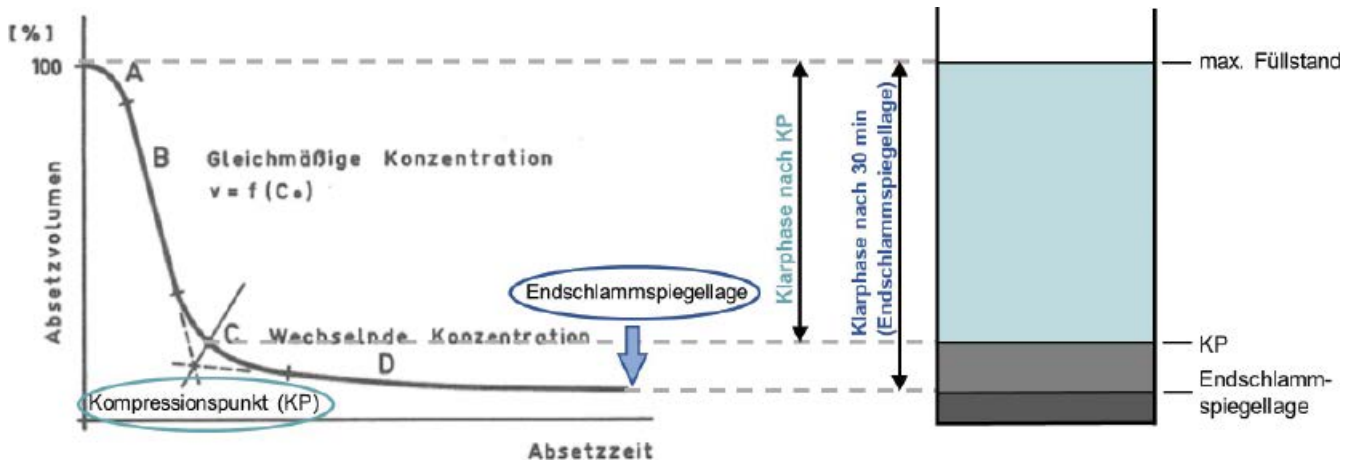 [%]
100
A
B
Gleichmäßige Konzentration
v = f (C₀)
C
Wechselnde Konzentration
D
Kompressionspunkt (KP)
Absetzvolumen
Absetzzeit
Endschlammspiegellage
Klarphase nach KP
Klarphase nach 30 min
(Endschlammspiegellage)
max. Füllstand
KP
Endschlamm-
spiegellage